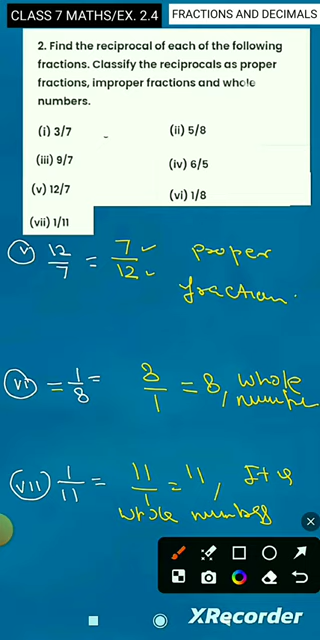 CLASS 7 MATHS/EX. 2.4 FRACTIONS AND DECIMALS
2. Find the reciprocal of each of the following
fractions. Classify the reciprocals as proper
fractions, improper fractions and whole
numbers.
(i) 3/7 (ii) 5/8
(iii) 9/7 (iv) 6/5
(v) 12/7 (vi) 1/8
(vii) 1/11
(v) 12/7 = 7/12 proper
fraction.
(vi) = 1/8 = 8/1 = 8, whole
number
(vii) 1/11 = 11/1 = 11, It is
whole number
XRecorder